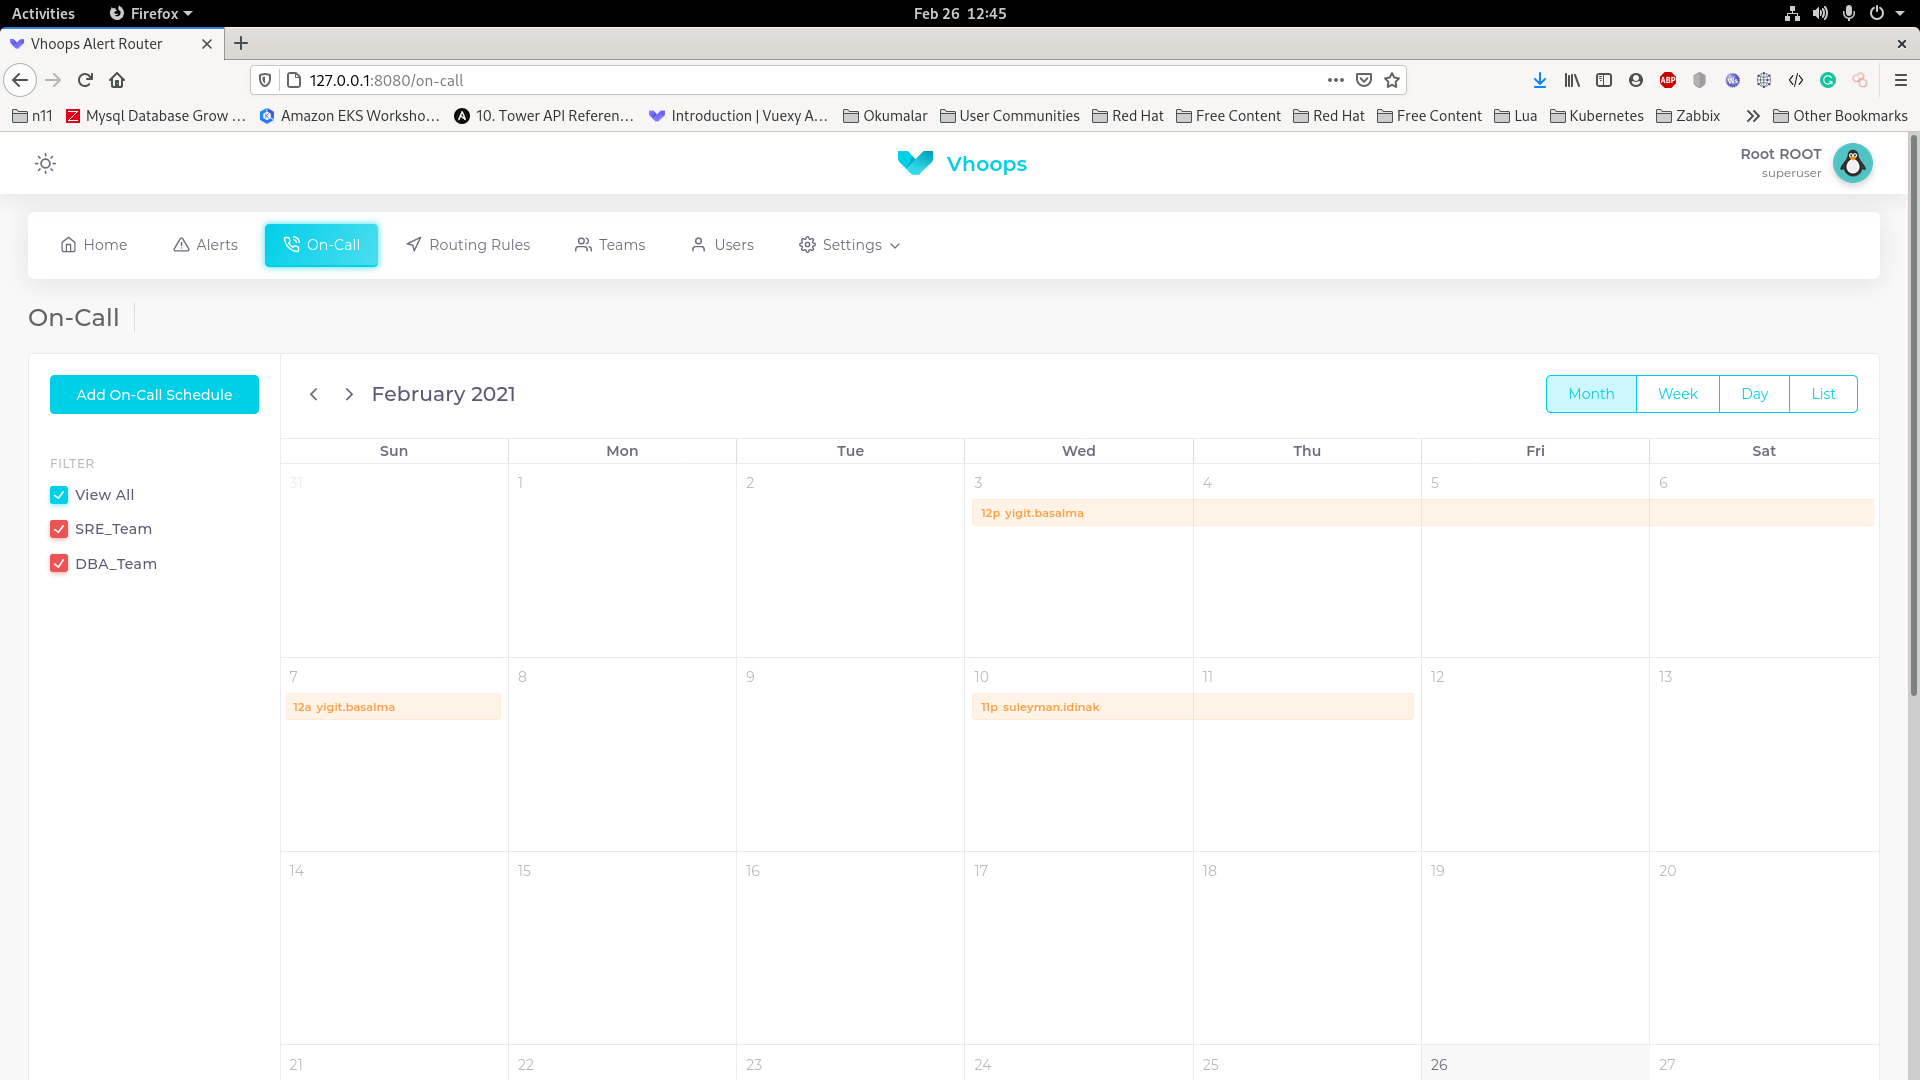 Activities Firefox Feb 26 12:45
Vhoops Alert Router
127.0.0.1:8080/on-call
n11 Mysql Database Grow … Amazon EKS Worksho… 10. Tower API Referen… Introduction | Vuexy A… Okumalar User Communities Red Hat Free Content Red Hat Free Content Lua Kubernetes Zabbix Other Bookmarks
Vhoops
Root ROOT
superuser
Home Alerts On-Call Routing Rules Teams Users Settings
On-Call
Add On-Call Schedule
FILTER
View All
SRE_Team
DBA_Team
February 2021
Month Week Day List
Sun Mon Tue Wed Thu Fri Sat
31 1 2 3 4 5 6
12p yigit.basalma
7 8 9 10 11 12 13
12a yigit.basalma 11p suleyman.idinak
14 15 16 17 18 19 20
21 22 23 24 25 26 27